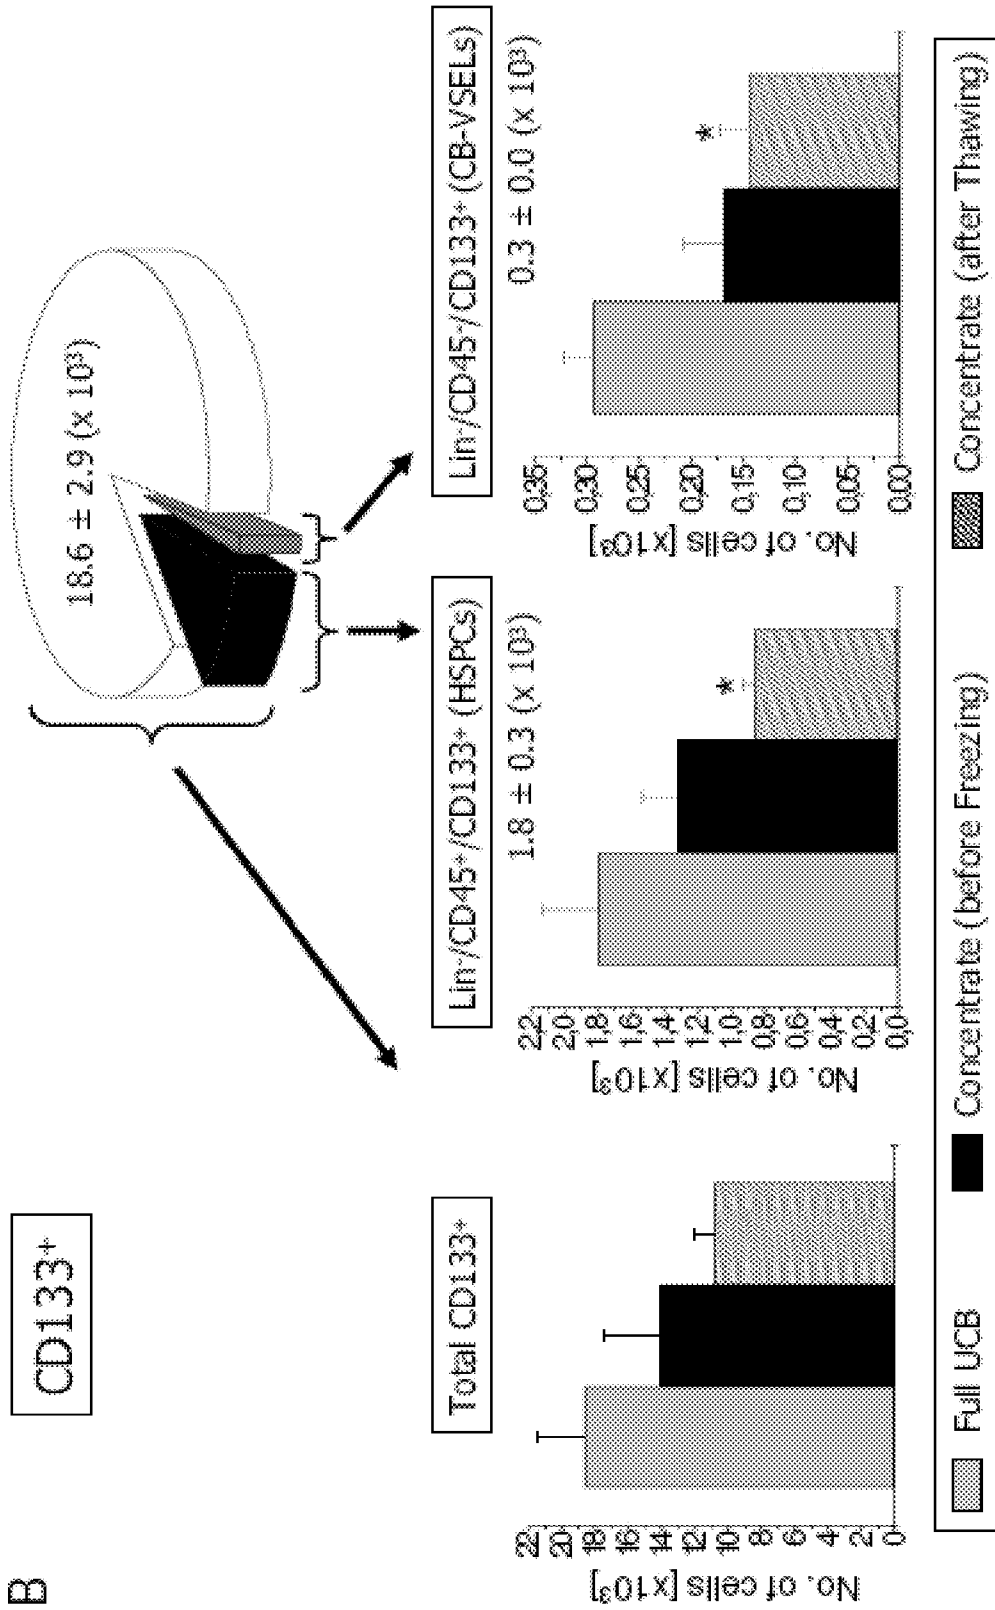 B
CD133⁺
18.6 ± 2.9 (x 10³)
Total CD133⁺
Lin⁻/CD45⁺/CD133⁺ (HSPCs)
1.8 ± 0.3 (x 10³)
Lin⁻/CD45⁻/CD133⁺ (CB-VSELs)
0.3 ± 0.0 (x 10³)
No. of cells [x10³]
22
20
18
16
14
12
10
8
6
4
2
0
No. of cells [x10³]
2,2
2,0
1,8
1,6
1,4
1,2
1,0
0,8
0,6
0,4
0,2
0,0
*
No. of cells [x10³]
0,35
0,30
0,25
0,20
0,15
0,10
0,05
0,00
*
Full UCB
Concentrate (before Freezing)
Concentrate (after Thawing)